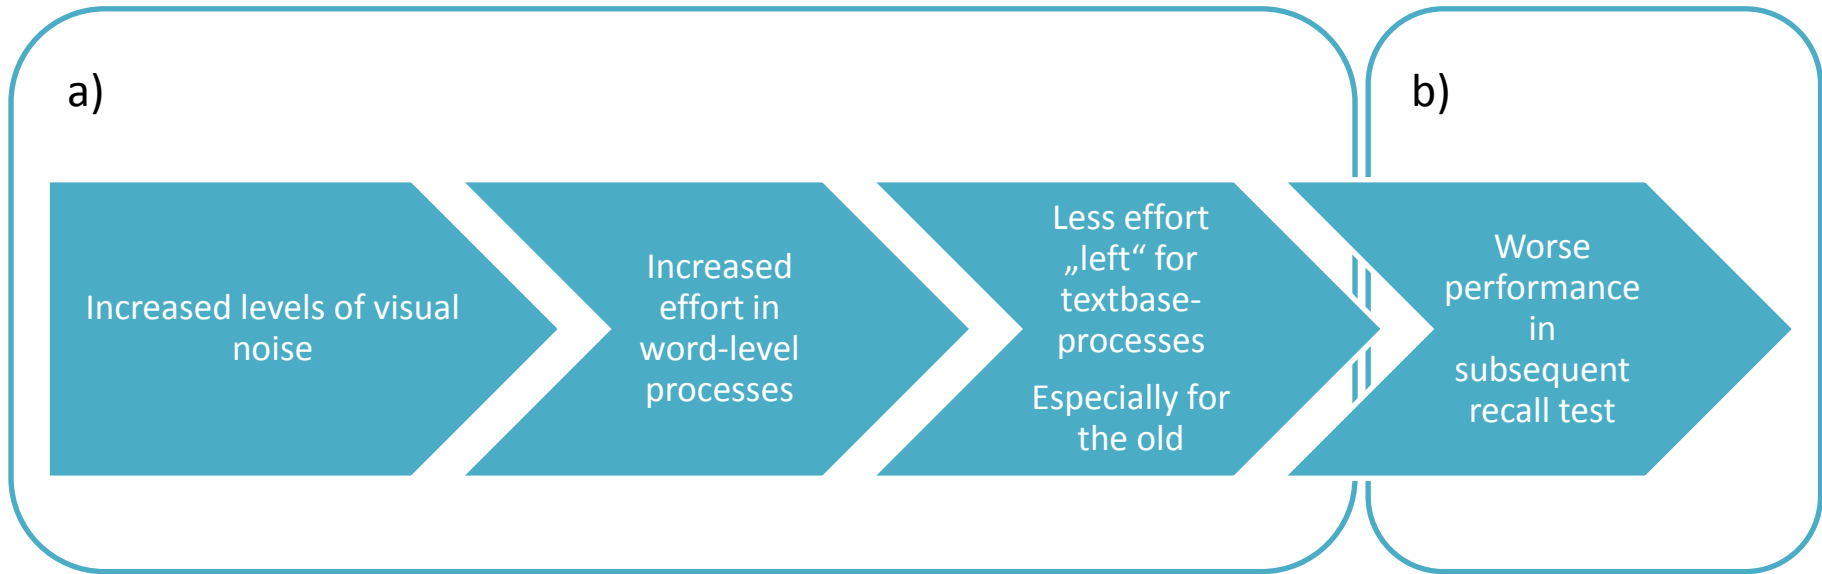 a)
Increased levels of visual
noise
Increased
effort in
word-level
processes
Less effort
„left“ for
textbase-
processes
Especially for
the old
b)
Worse
performance
in
subsequent
recall test